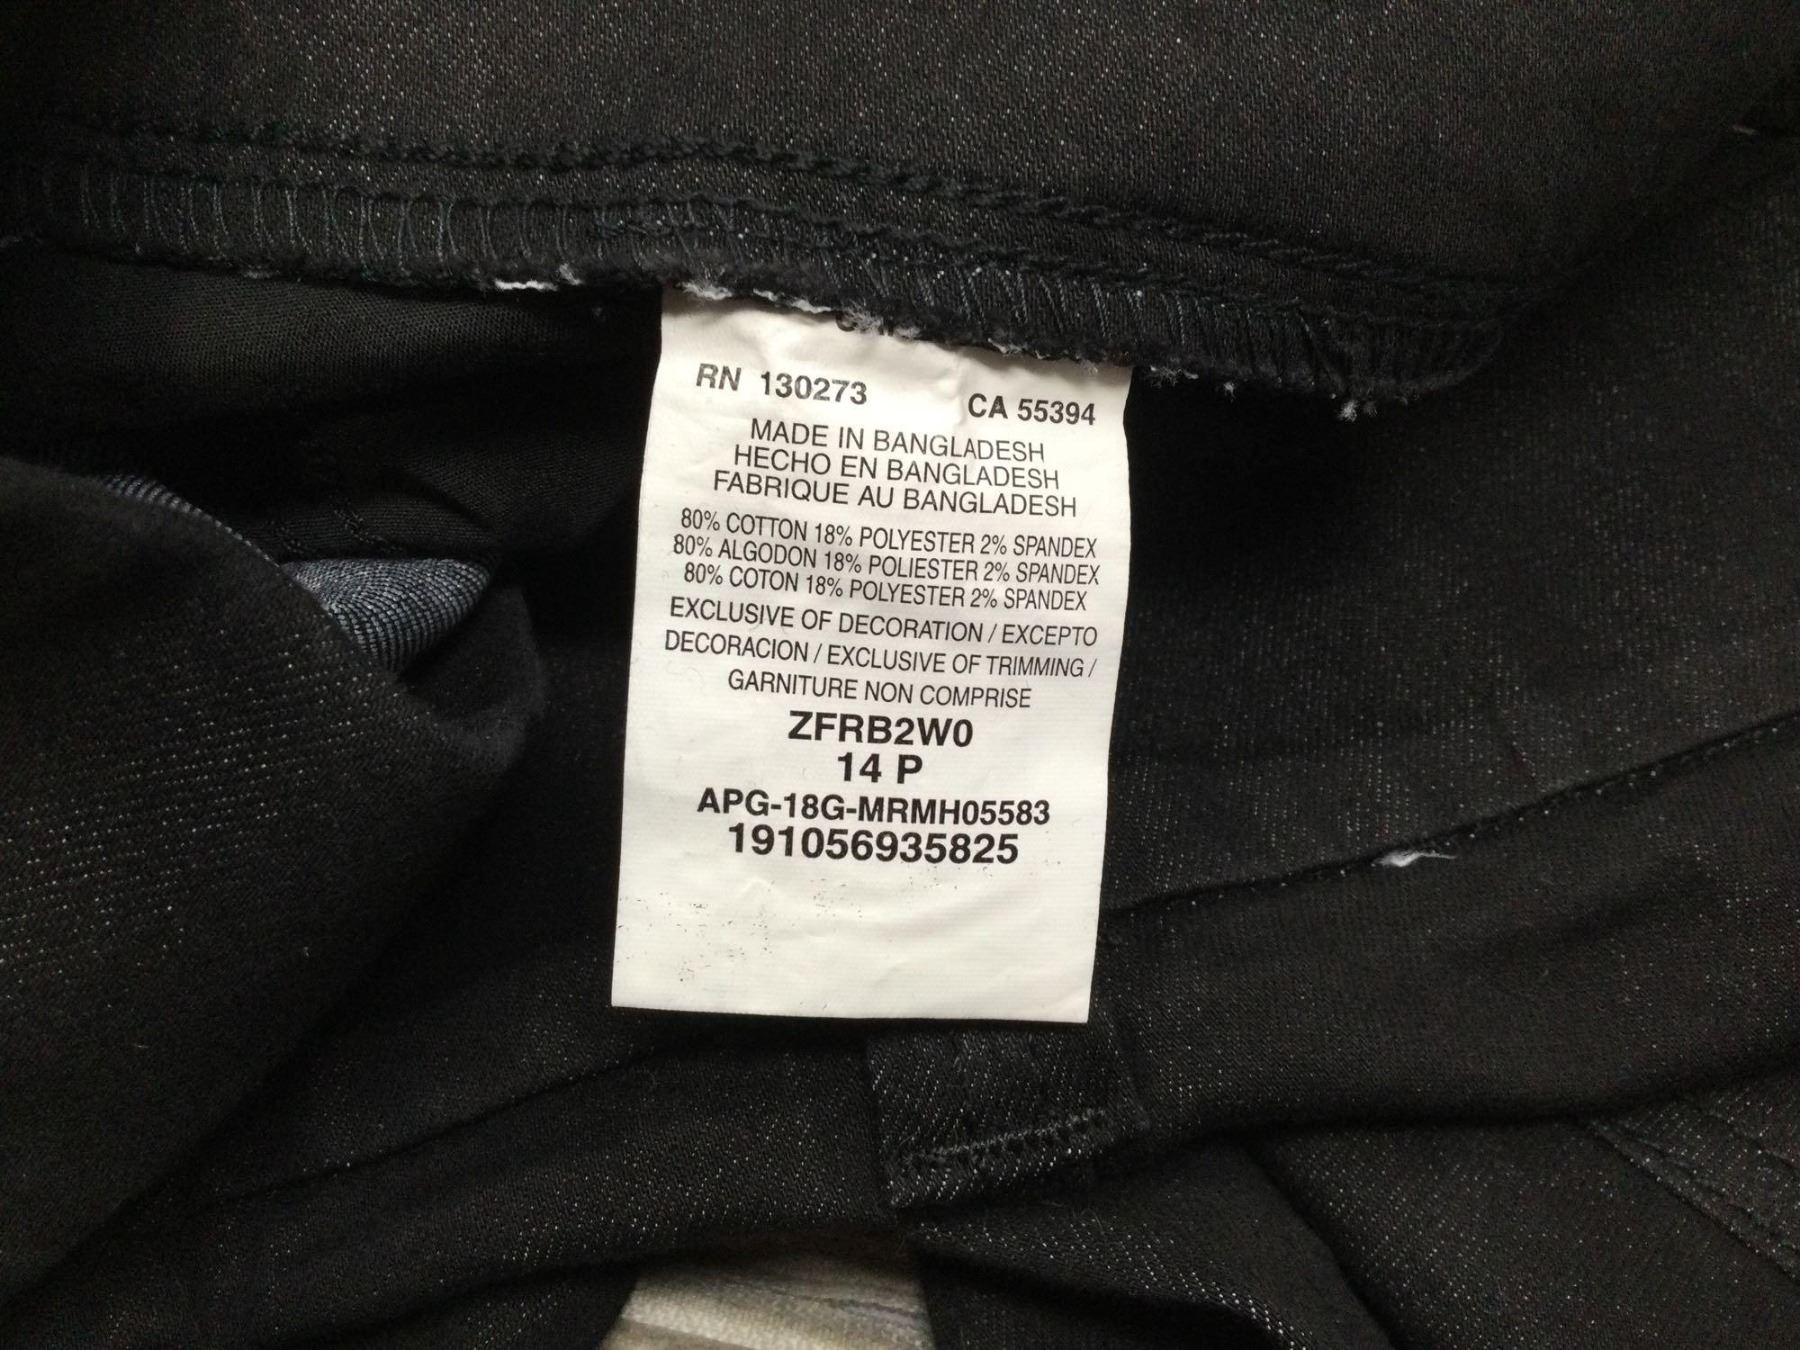 RN 130273
CA 55394
MADE IN BANGLADESH
HECHO EN BANGLADESH
FABRIQUE AU BANGLADESH
80% COTTON 18% POLYESTER 2% SPANDEX
80% ALGODON 18% POLIESTER 2% SPANDEX
80% COTON 18% POLYESTER 2% SPANDEX
EXCLUSIVE OF DECORATION / EXCEPTO
DECORACION / EXCLUSIVE OF TRIMMING /
GARNITURE NON COMPRISE
ZFRB2W0
14 P
APG-18G-MRMH05583
191056935825